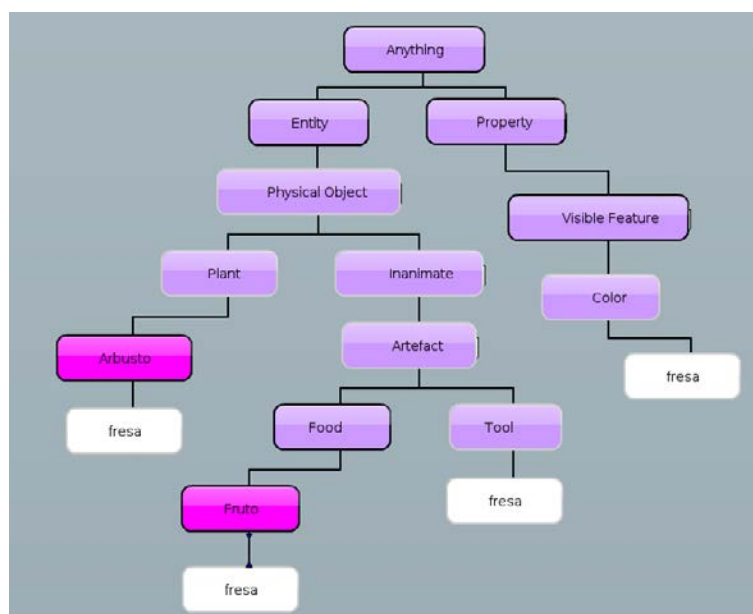 Anything
Entity
Property
Physical Object
Visible Feature
Plant
Inanimate
Color
Arbusto
Artefact
fresa
fresa
Food
Tool
fresa
Fruto
fresa